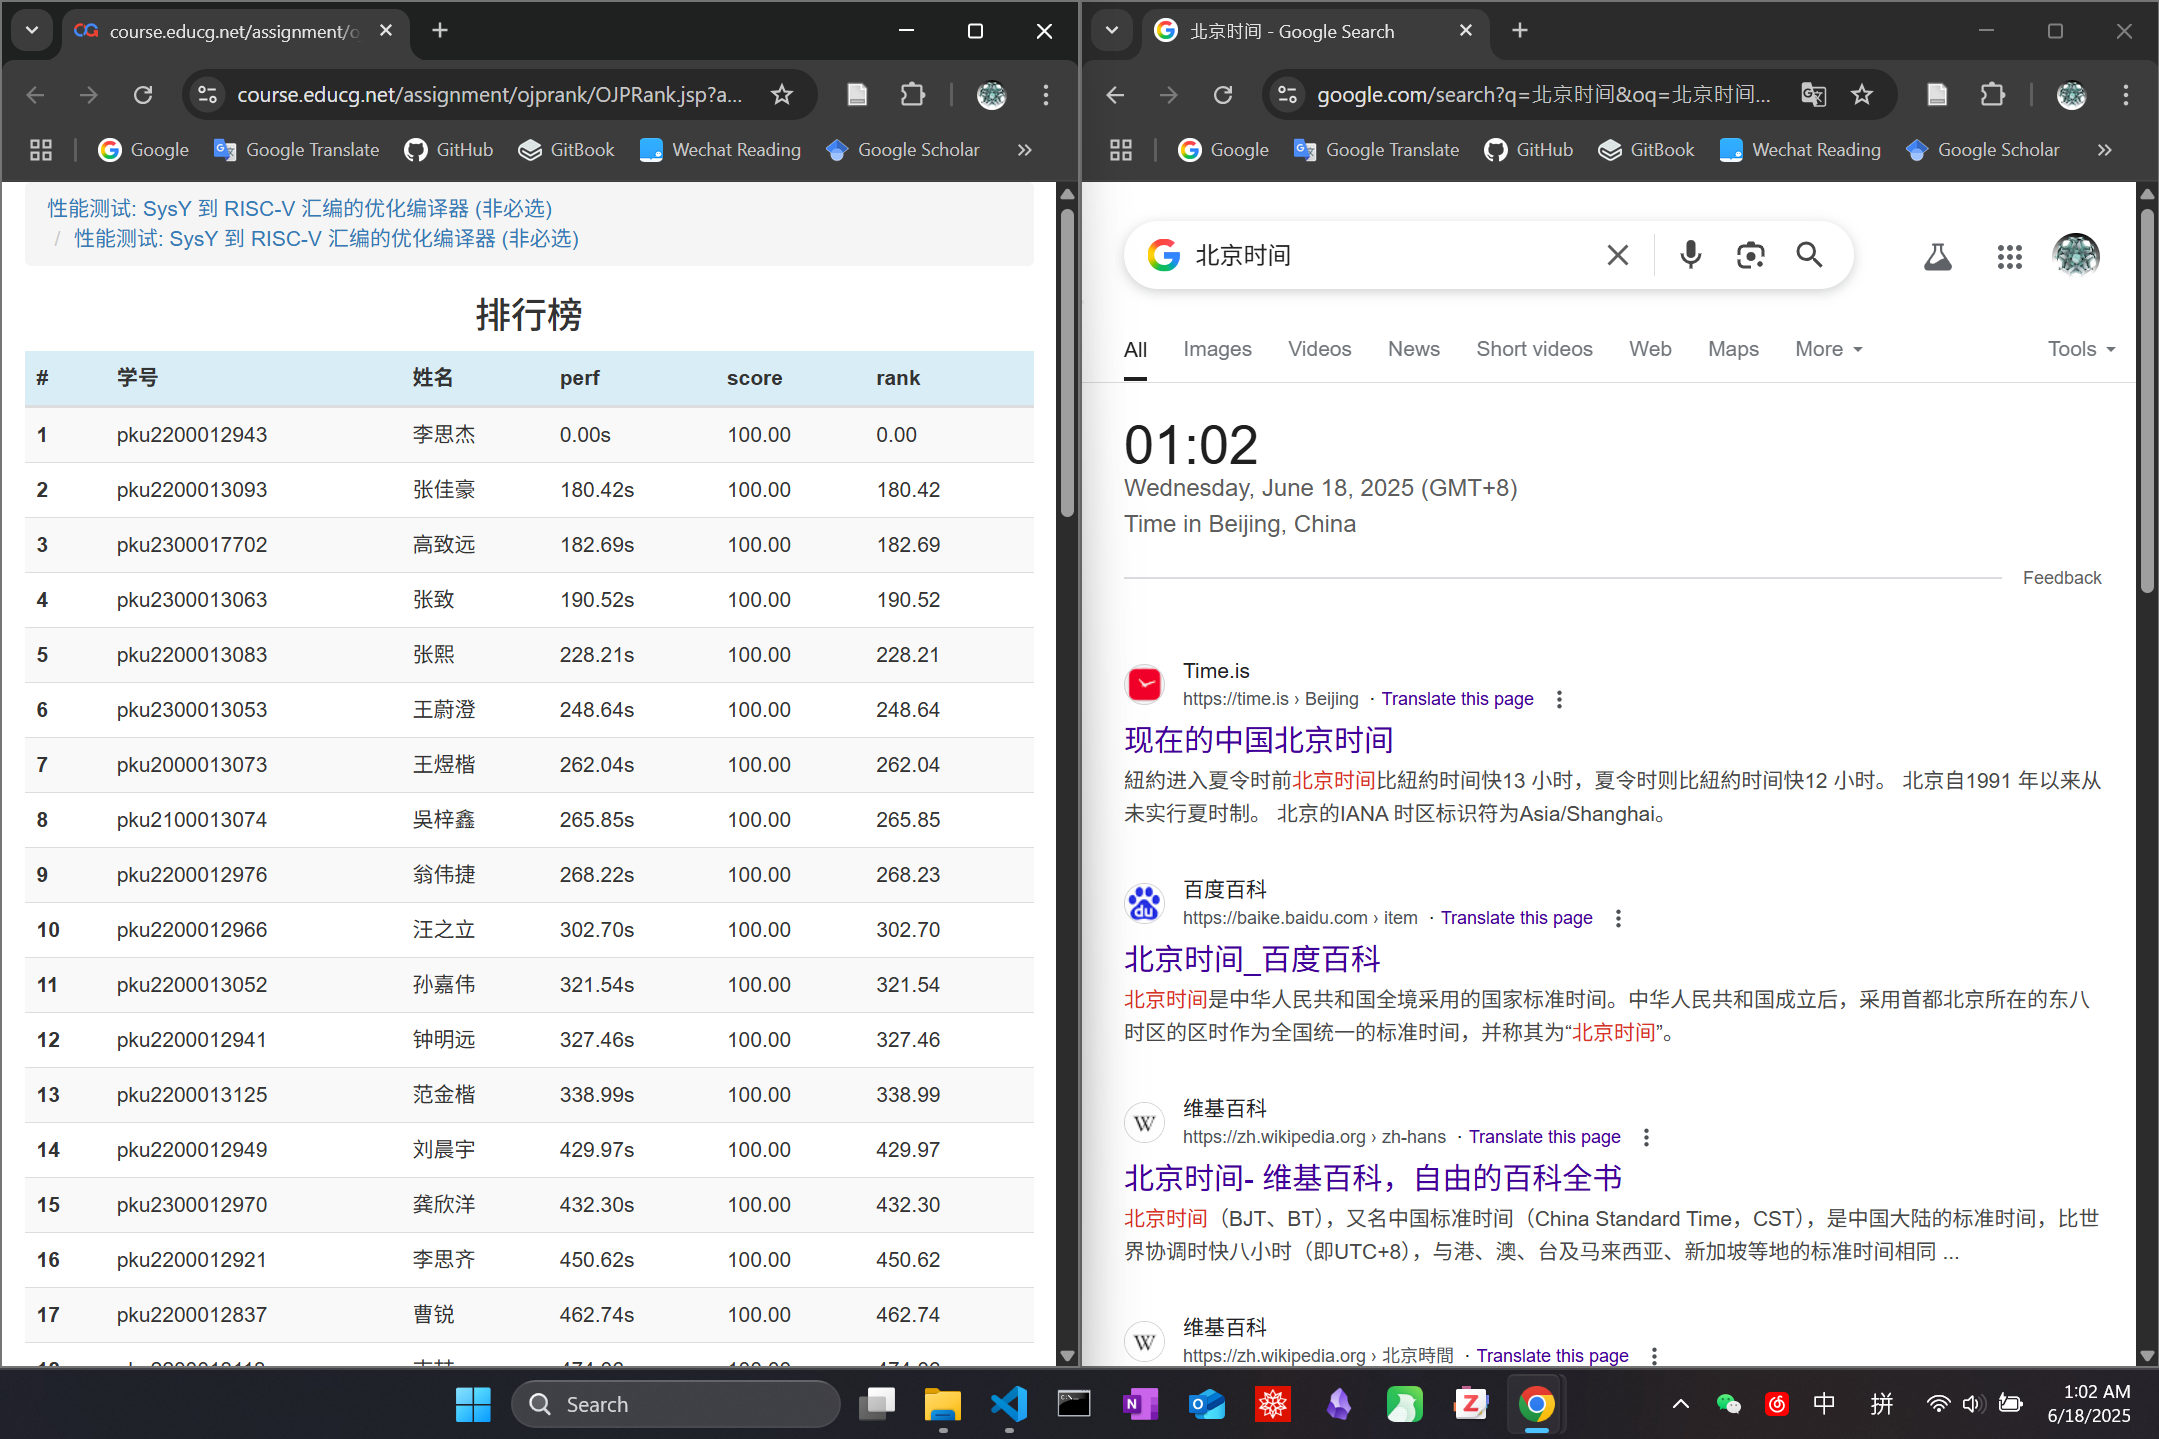 course.educg.net/assignment/o
course.educg.net/assignment/ojprank/OJPRank.jsp?a...
Google Google Translate GitHub GitBook Wechat Reading Google Scholar »
性能测试: SysY 到 RISC-V 汇编的优化编译器 (非必选)
/ 性能测试: SysY 到 RISC-V 汇编的优化编译器 (非必选)
排行榜
# 学号 姓名 perf score rank
1 pku2200012943 李思杰 0.00s 100.00 0.00
2 pku2200013093 张佳豪 180.42s 100.00 180.42
3 pku2300017702 高致远 182.69s 100.00 182.69
4 pku2300013063 张致 190.52s 100.00 190.52
5 pku2200013083 张熙 228.21s 100.00 228.21
6 pku2300013053 王蔚澄 248.64s 100.00 248.64
7 pku2000013073 王煜楷 262.04s 100.00 262.04
8 pku2100013074 吳梓鑫 265.85s 100.00 265.85
9 pku2200012976 翁伟捷 268.22s 100.00 268.23
10 pku2200012966 汪之立 302.70s 100.00 302.70
11 pku2200013052 孙嘉伟 321.54s 100.00 321.54
12 pku2200012941 钟明远 327.46s 100.00 327.46
13 pku2200013125 范金楷 338.99s 100.00 338.99
14 pku2200012949 刘晨宇 429.97s 100.00 429.97
15 pku2300012970 龚欣洋 432.30s 100.00 432.30
16 pku2200012921 李思齐 450.62s 100.00 450.62
17 pku2200012837 曹锐 462.74s 100.00 462.74
北京时间 - Google Search
google.com/search?q=北京时间&oq=北京时间...
Google Google Translate GitHub GitBook Wechat Reading Google Scholar »
北京时间
All Images Videos News Short videos Web Maps More Tools
01:02
Wednesday, June 18, 2025 (GMT+8)
Time in Beijing, China
Feedback
Time.is
https://time.is › Beijing · Translate this page
现在的中国北京时间
紐約进入夏令时前北京时间比紐約时间快13 小时，夏令时则比紐約時间快12 小时。 北京自1991 年以来从
未实行夏时制。 北京的IANA 时区标识符为Asia/Shanghai。
百度百科
https://baike.baidu.com › item · Translate this page
北京时间_百度百科
北京时间是中华人民共和国全境采用的国家标准时间。中华人民共和国成立后，采用首都北京所在的东八
时区的区时作为全国统一的标准时间，并称其为“北京时间”。
维基百科
https://zh.wikipedia.org › zh-hans · Translate this page
北京时间- 维基百科，自由的百科全书
北京时间（BJT、BT），又名中国标准时间（China Standard Time，CST），是中国大陆的标准时间，比世
界协调时快八小时（即UTC+8），与港、澳、台及马来西亚、新加坡等地的标准时间相同 ...
维基百科
https://zh.wikipedia.org › 北京時間 · Translate this page
Search
中 拼
1:02 AM
6/18/2025